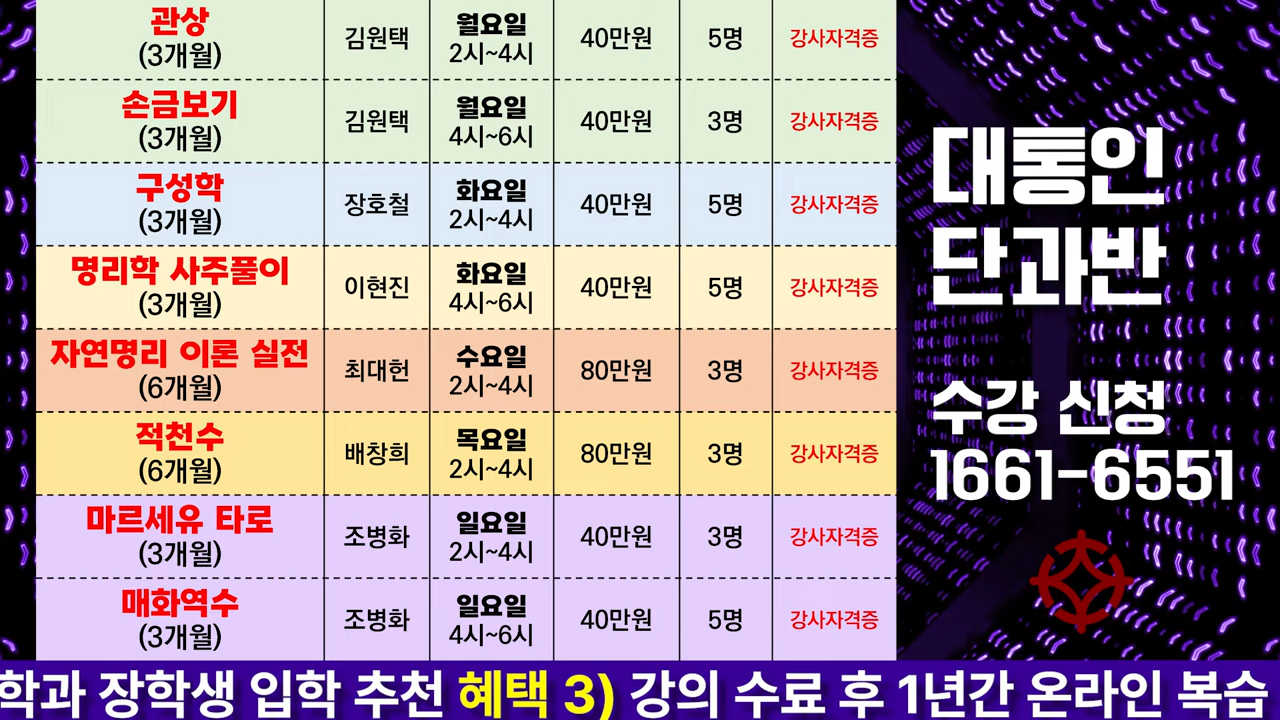 관상
(3개월)
김원택
월요일
2시~4시
40만원
5명
강사자격증
손금보기
(3개월)
김원택
월요일
4시~6시
40만원
3명
강사자격증
구성학
(3개월)
장호철
화요일
2시~4시
40만원
5명
강사자격증
명리학 사주풀이
(3개월)
이현진
화요일
4시~6시
40만원
5명
강사자격증
자연명리 이론 실전
(6개월)
최대헌
수요일
2시~4시
80만원
3명
강사자격증
적천수
(6개월)
배창희
목요일
2시~4시
80만원
3명
강사자격증
마르세유 타로
(3개월)
조병화
일요일
2시~4시
40만원
3명
강사자격증
매화역수
(3개월)
조병화
일요일
4시~6시
40만원
5명
강사자격증
대통인
단과반
수강 신청
1661-6551
학과 장학생 입학 추천 혜택 3) 강의 수료 후 1년간 온라인 복습